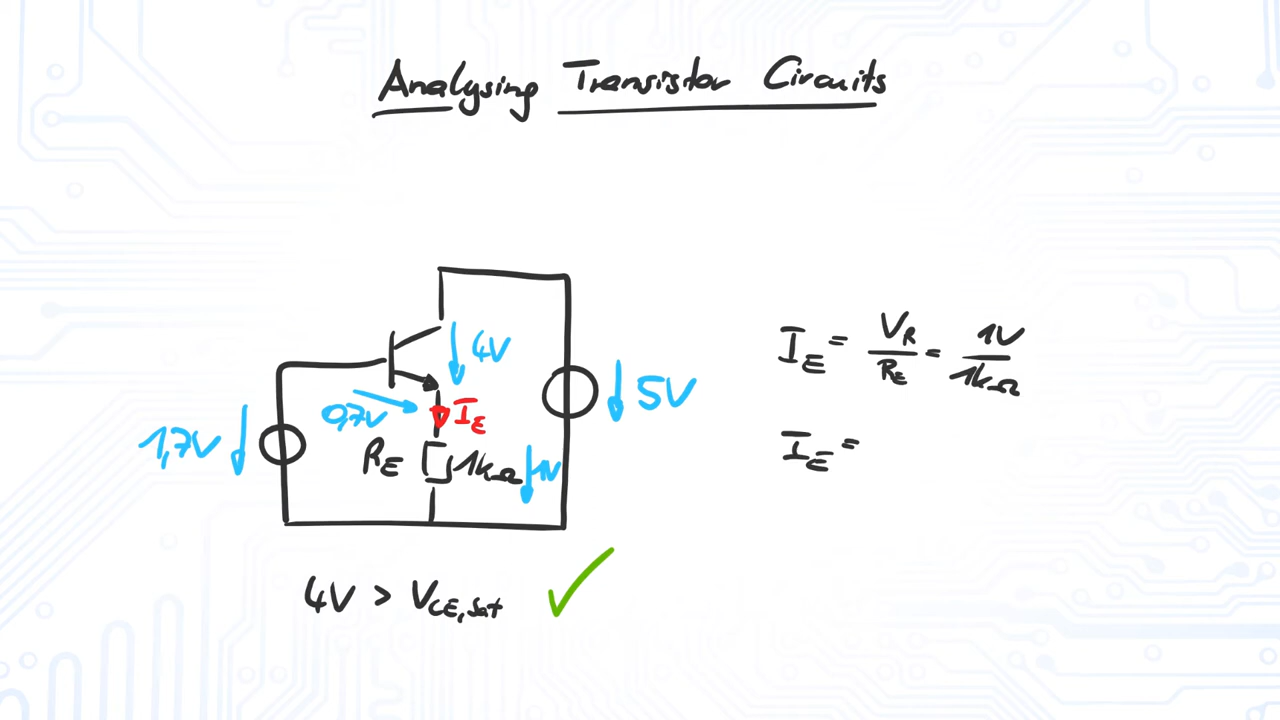 Analysing Transistor Circuits
4V
5V
0,7V
I_E
1,7V
R_E
1kΩ
1V
I_E = V_R / R_E = 1V / 1kΩ
I_E =
4V > V_CE,Sat